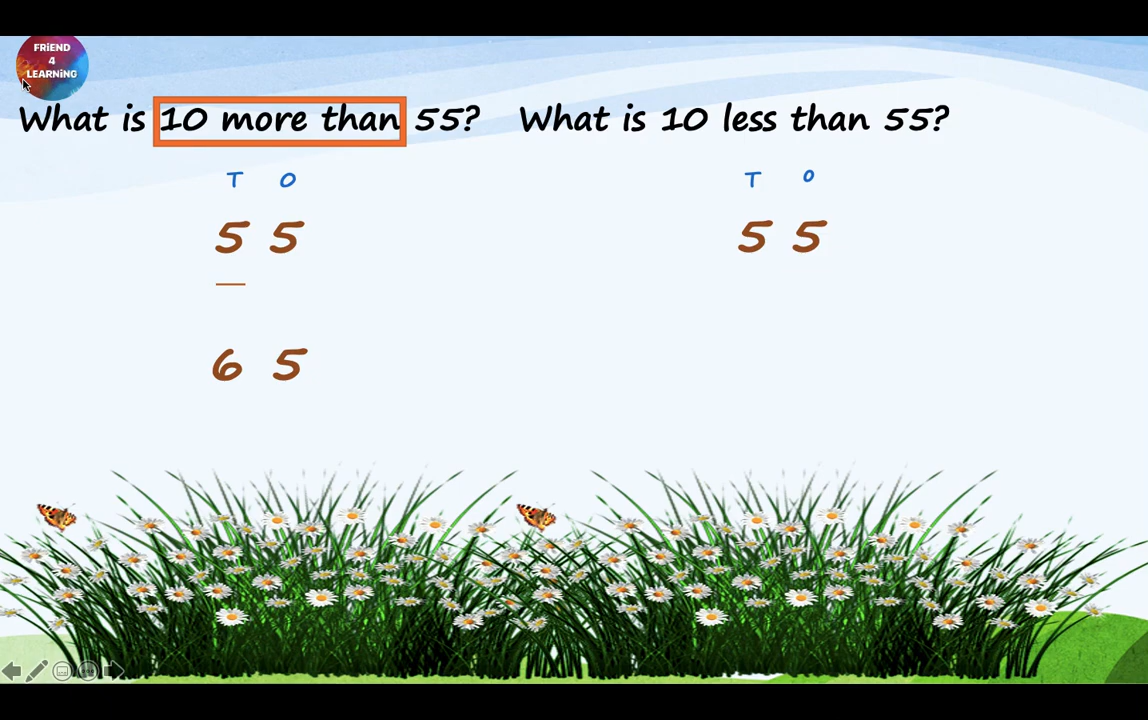 FRiEND
4
LEARNiNG
What is 10 more than 55?
What is 10 less than 55?
T O
5 5
6 5
T O
5 5